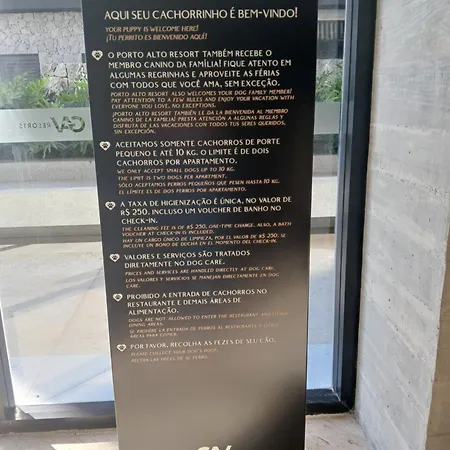 AQUI SEU CACHORRINHO É BEM-VINDO!
YOUR PUPPY IS WELCOME HERE!
¡TU PERRITO ES BIENVENIDO AQUÍ!
O PORTO ALTO RESORT TAMBÉM RECEBE O
MEMBRO CANINO DA FAMÍLIA! FIQUE ATENTO EM
ALGUMAS REGRINHAS E APROVEITE AS FÉRIAS
COM TODOS QUE VOCÊ AMA, SEM EXCEÇÃO.
PORTO ALTO RESORT ALSO WELCOMES YOUR DOG FAMILY MEMBER!
PAY ATTENTION TO A FEW RULES AND ENJOY YOUR VACATION WITH
EVERYONE YOU LOVE, NO EXCEPTION.
¡PORTO ALTO RESORT TAMBIÉN LE DA LA BIENVENIDA AL MIEMBRO
CANINO DE LA FAMILIA! PRESTA ATENCIÓN A ALGUNAS REGLAS Y
DISFRUTA DE LAS VACACIONES CON TODOS TUS SERES QUERIDOS,
SIN EXCEPCIÓN.
GAV
RESORTS
ACEITAMOS SOMENTE CACHORROS DE PORTE
PEQUENO E ATÉ 10 KG. O LIMITE É DE DOIS
CACHORROS POR APARTAMENTO.
WE ONLY ACCEPT SMALL DOGS UP TO 10 KG.
THE LIMIT IS TWO DOGS PER APARTMENT.
SÓLO ACEPTAMOS PERROS PEQUEÑOS QUE PESEN HASTA 10 KG.
EL LÍMITE ES DE DOS PERROS POR APARTAMENTO.
A TAXA DE HIGIENIZAÇÃO É ÚNICA, NO VALOR DE
R$ 250. INCLUSO UM VOUCHER DE BANHO NO
CHECK-IN.
THE CLEANING FEE IS OF R$ 250, ONE-TIME CHARGE. ALSO, A BATH
VOUCHER AT CHECK-IN IS INCLUDED.
HAY UN CARGO ÚNICO DE LIMPIEZA, POR EL VALOR DE R$ 250. SE
INCLUYE UN BONO DE DUCHA EN EL MOMENTO DEL CHECK-IN.
VALORES E SERVIÇOS SÃO TRATADOS
DIRETAMENTE NO DOG CARE.
PRICES AND SERVICES ARE HANDLED DIRECTLY AT DOG CARE.
LOS VALORES Y SERVICIOS SE MANEJAN DIRECTAMENTE EN DOG
CARE.
PROIBIDO A ENTRADA DE CACHORROS NO
RESTAURANTE E DEMAIS ÁREAS DE
ALIMENTAÇÃO.
DOGS ARE NOT ALLOWED TO ENTER THE RESTAURANT AND OTHER
DINING AREAS.
SE PROHÍBE LA ENTRADA DE PERROS AL RESTAURANTE Y OTRAS
ÁREAS PARA COMER.
POR FAVOR, RECOLHA AS FEZES DE SEU CÃO.
PLEASE COLLECT YOUR DOG'S POOP.
RECOJA LAS HECES DE SU PERRO.
GAV